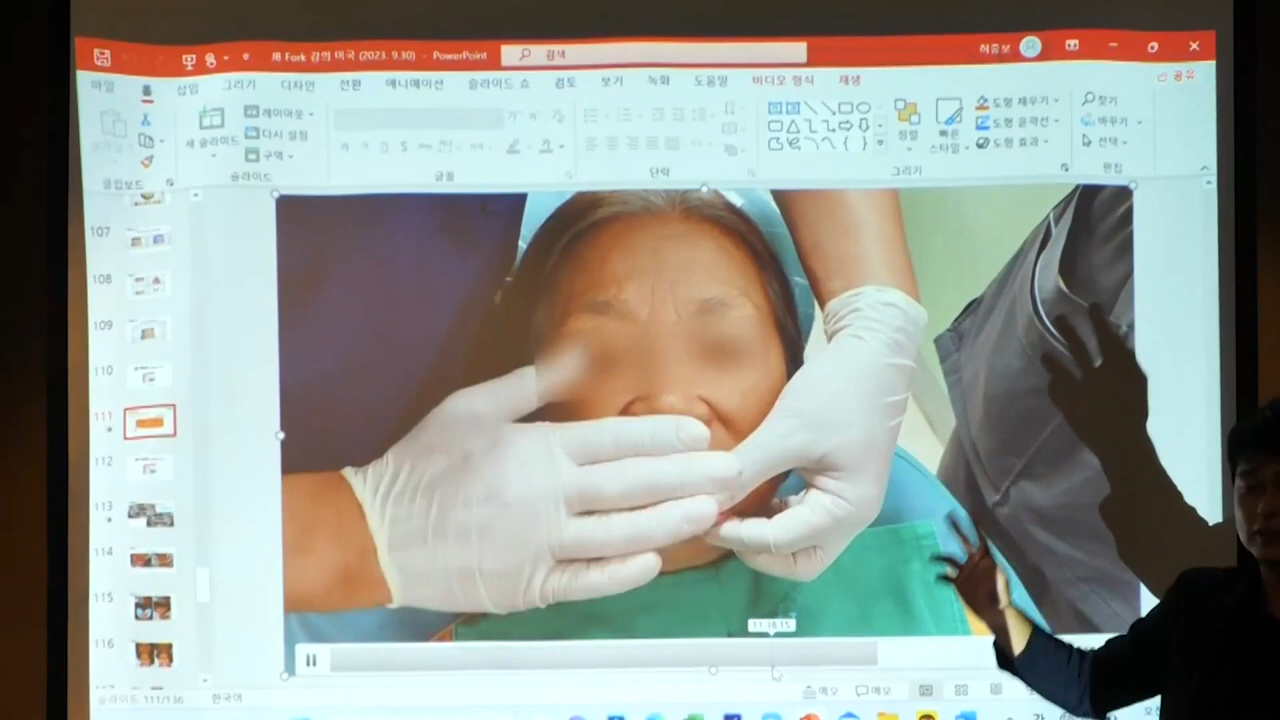 JB Fork 강의 미국 (2023. 9.30) - PowerPoint
검색
허중보
파일
홈
삽입
그리기
디자인
전환
애니메이션
슬라이드 쇼
검토
보기
녹화
도움말
비디오 형식
재생
공유
새 슬라이드
레이아웃
다시 설정
구역
정렬
빠른 스타일
도형 채우기
도형 윤곽선
도형 효과
찾기
바꾸기
선택
클립보드
슬라이드
글꼴
단락
그리기
편집
107
108
109
110
111
112
113
114
115
116
슬라이드 111/136
한국어
메모
메모